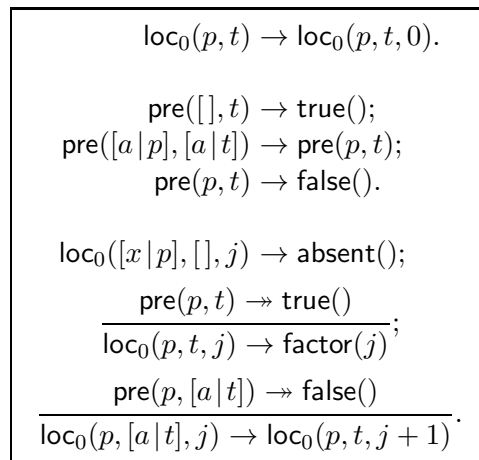 loc₀(p, t) → loc₀(p, t, 0).
pre([ ], t) → true();
pre([a | p], [a | t]) → pre(p, t);
pre(p, t) → false().
loc₀([x | p], [ ], j) → absent();
pre(p, t) ↠ true()
loc₀(p, t, j) → factor(j) ;
pre(p, [a | t]) ↠ false()
loc₀(p, [a | t], j) → loc₀(p, t, j + 1) .